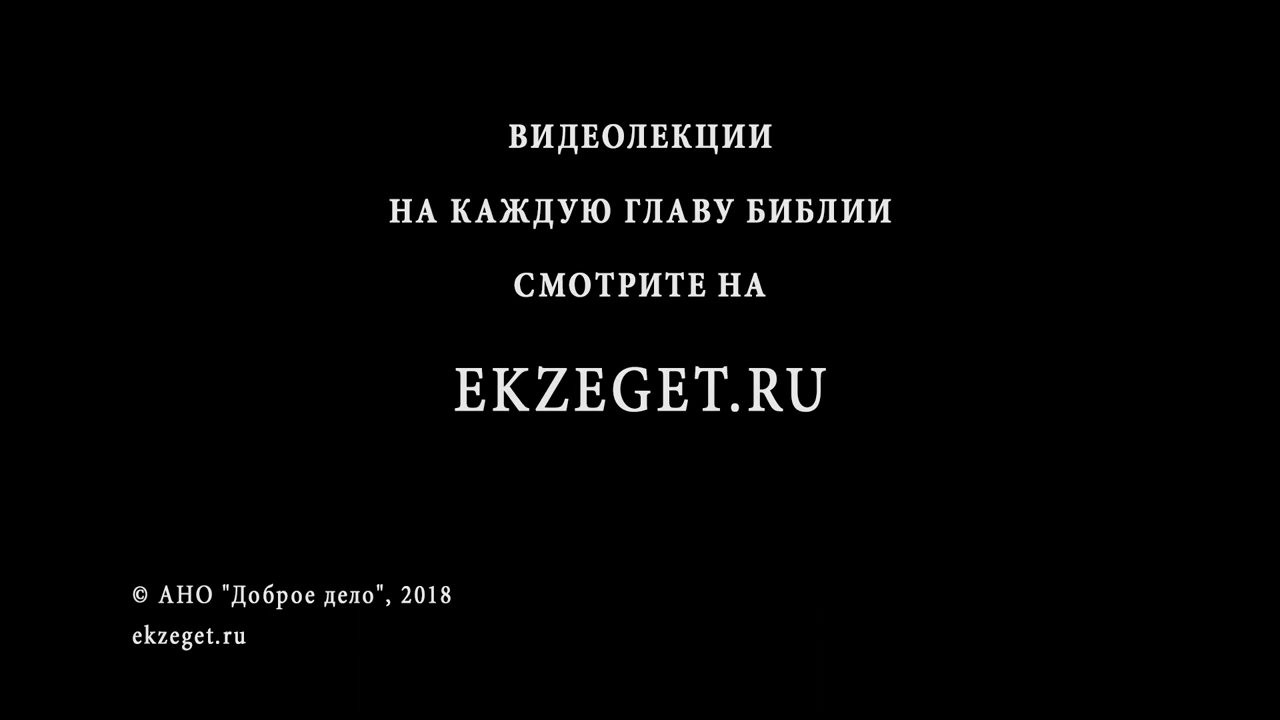 ВИДЕОЛЕКЦИИ
НА КАЖДУЮ ГЛАВУ БИБЛИИ
СМОТРИТЕ НА
EKZEGET.RU
© АНО "Доброе дело", 2018
ekzeget.ru